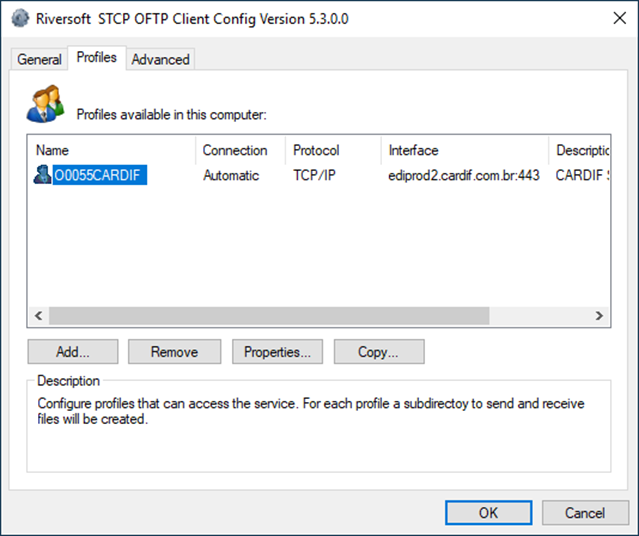 Riversoft STCP OFTP Client Config Version 5.3.0.0
General Profiles Advanced
Profiles available in this computer:
Name Connection Protocol Interface Descriptic
O0055CARDIF Automatic TCP/IP ediprod2.cardif.com.br:443 CARDIF S
Add... Remove Properties... Copy...
Description
Configure profiles that can access the service. For each profile a subdirectoy to send and receive
files will be created.
OK Cancel